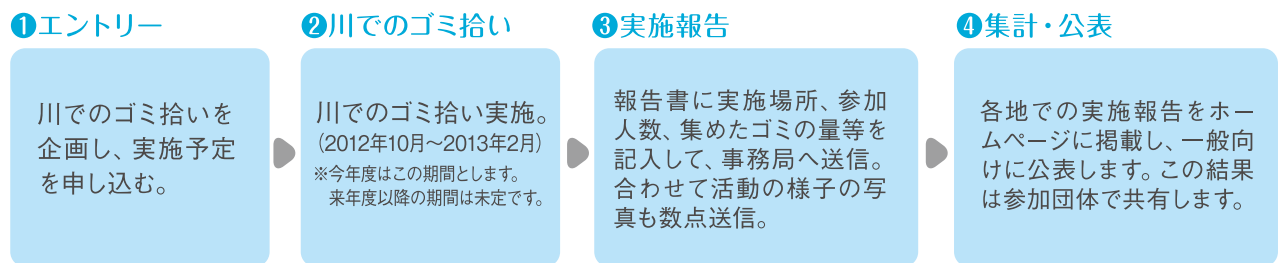 ❶エントリー
川でのゴミ拾いを
企画し、実施予定
を申し込む。
❷川でのゴミ拾い
川でのゴミ拾い実施。
（2012年10月～2013年2月）
※今年度はこの期間とします。
来年度以降の期間は未定です。
❸実施報告
報告書に実施場所、参加
人数、集めたゴミの量等を
記入して、事務局へ送信。
合わせて活動の様子の写
真も数点送信。
❹集計・公表
各地での実施報告をホー
ムページに掲載し、一般向
けに公表します。この結果
は参加団体で共有します。